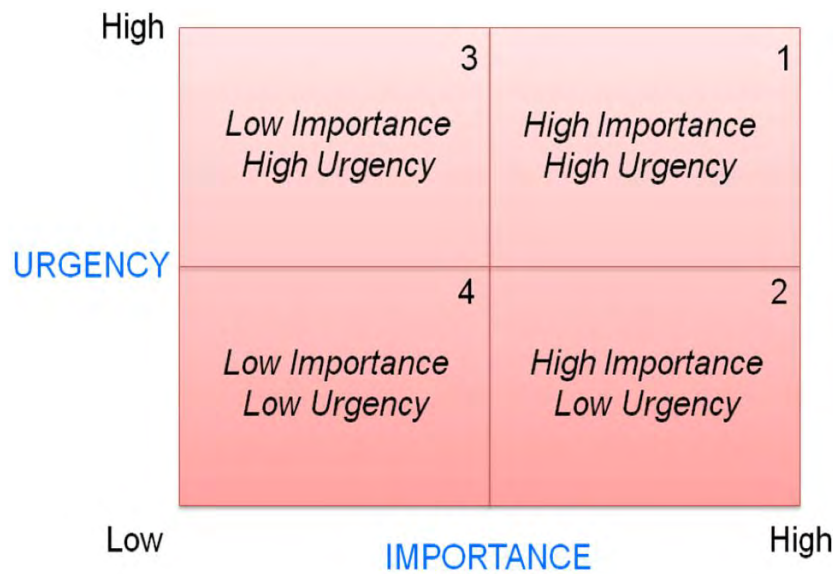 High
3
Low Importance
High Urgency
1
High Importance
High Urgency
URGENCY
4
Low Importance
Low Urgency
2
High Importance
Low Urgency
Low
IMPORTANCE
High